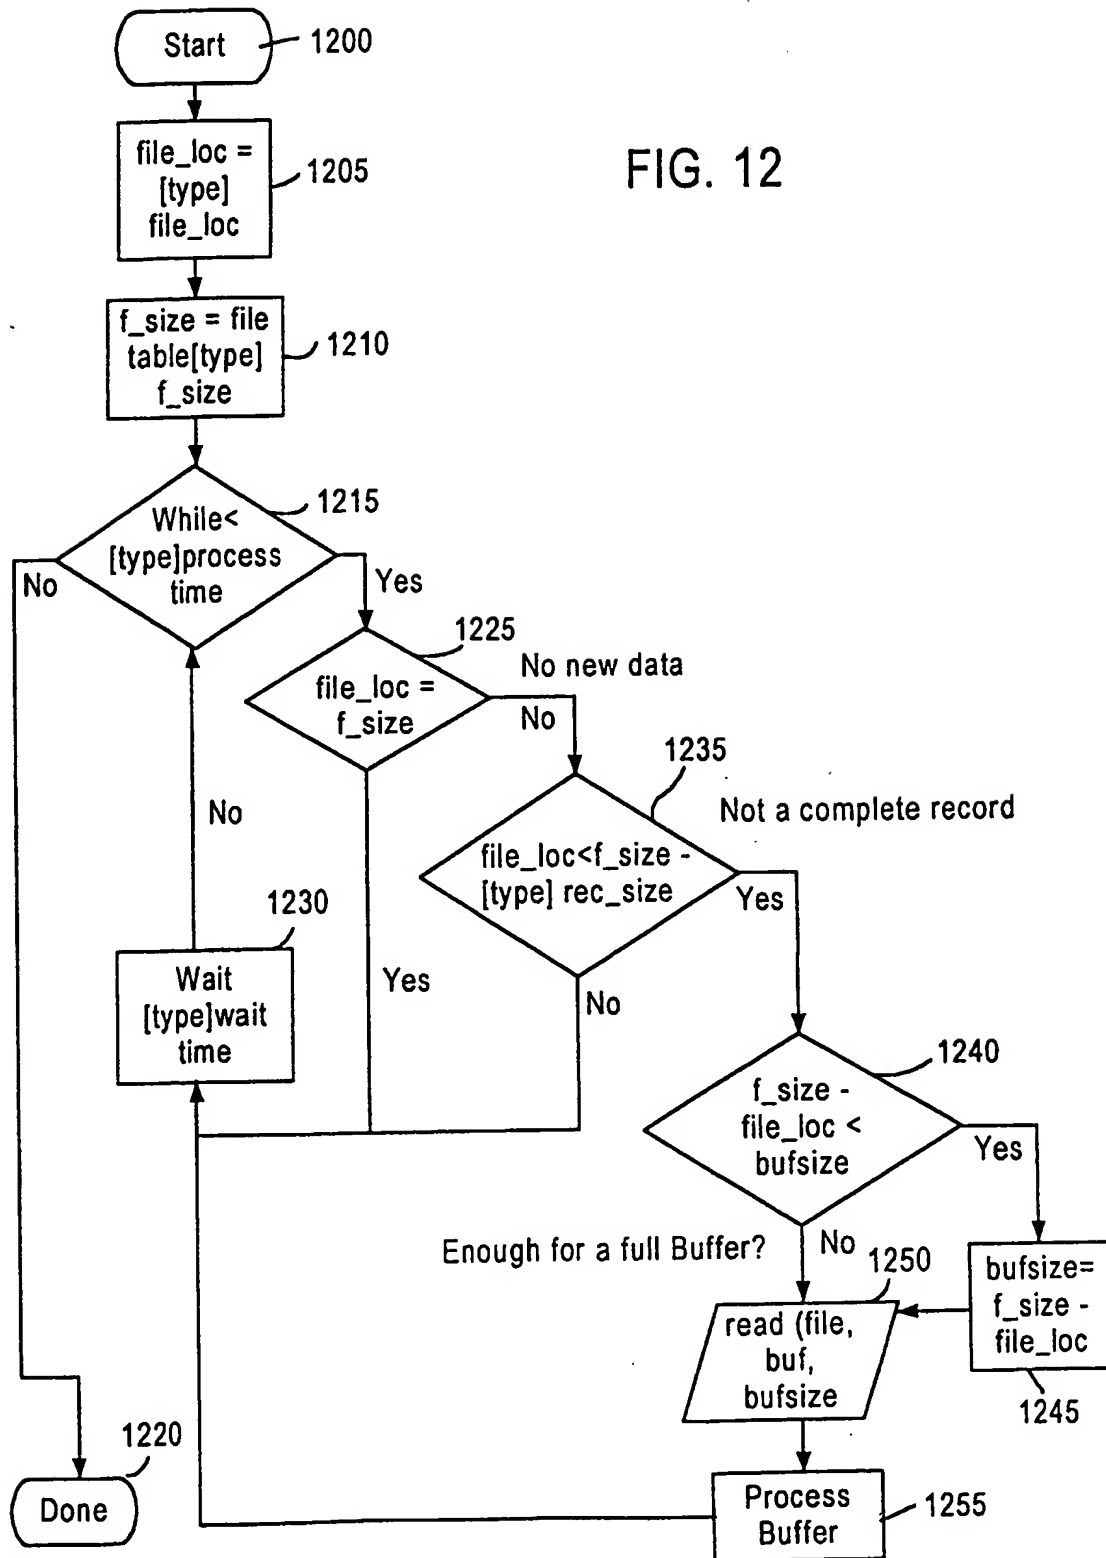 Start
1200
FIG. 12
file_loc =
[type]
file_loc
1205
f_size = file
table[type]
f_size
1210
While<
[type]process
time
1215
No
Yes
file_loc =
f_size
1225
No new data
No
Yes
file_loc<f_size -
[type] rec_size
1235
Not a complete record
Yes
No
No
1230
Wait
[type]wait
time
f_size -
file_loc <
bufsize
1240
Yes
No
Enough for a full Buffer?
bufsize=
f_size -
file_loc
1245
1250
read (file,
buf,
bufsize
Process
Buffer
1255
1220
Done